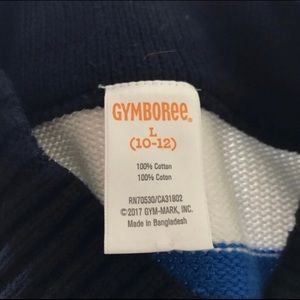 GYMBOREE.
L
(10-12)
100% Cotton
100% Coton
RN70530/CA31802
©2017 GYM-MARK, INC.
Made in Bangladesh